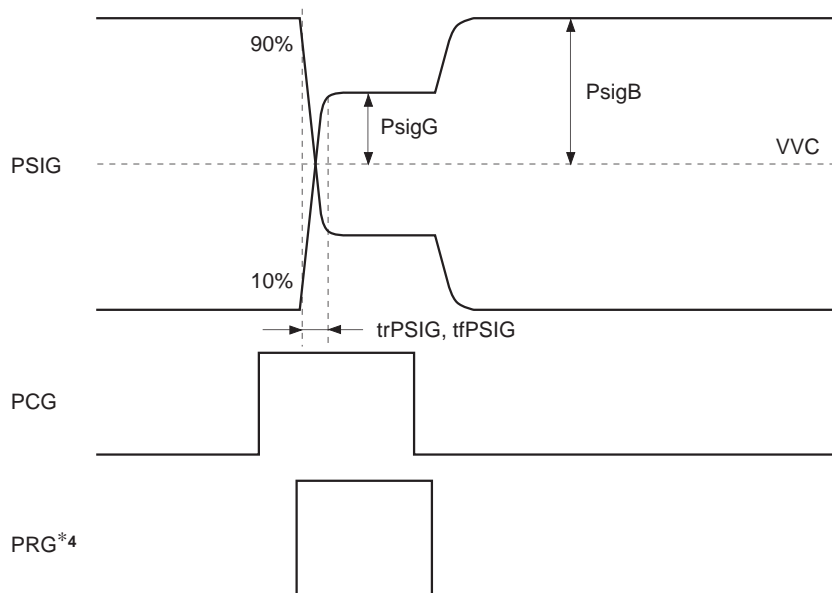 90%
PsigB
PsigG
VVC
PSIG
10%
trPSIG, tfPSIG
PCG
PRG*4